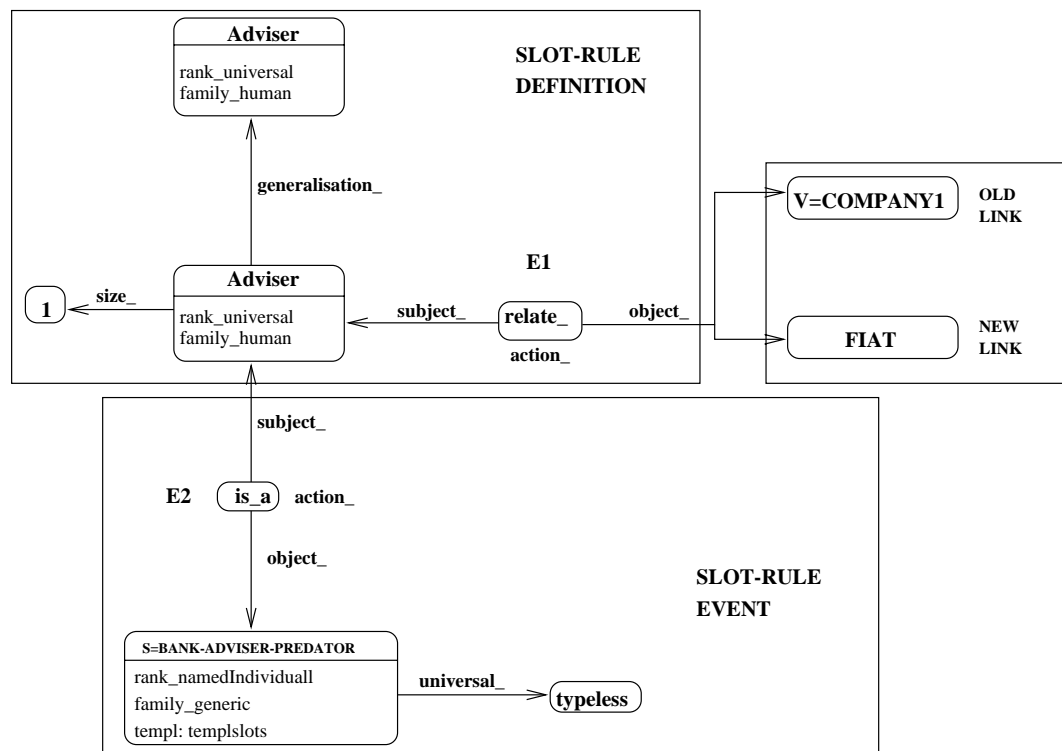 Adviser
rank_universal
family_human
SLOT-RULE
DEFINITION
generalisation_
V=COMPANY1
OLD
LINK
E1
Adviser
rank_universal
family_human
1
size_
subject_
relate_
action_
object_
FIAT
NEW
LINK
subject_
E2
is_a
action_
object_
SLOT-RULE
EVENT
S=BANK-ADVISER-PREDATOR
rank_namedIndividuall
family_generic
templ: templslots
universal_
typeless